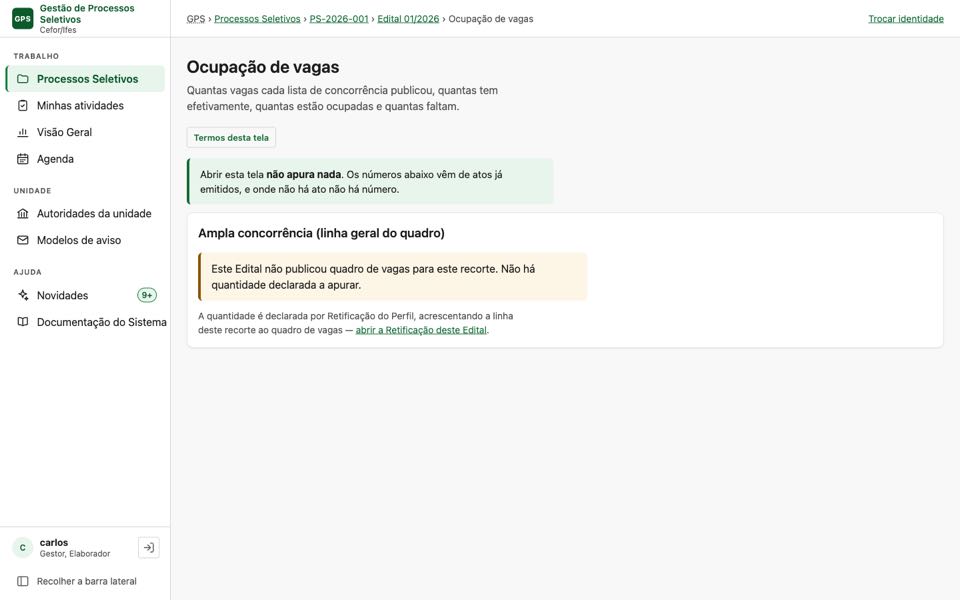 GPS
Gestão de Processos
Seletivos
Cefor/Ifes
GPS › Processos Seletivos › PS-2026-001 › Edital 01/2026 › Ocupação de vagas
Trocar identidade
TRABALHO
Processos Seletivos
Minhas atividades
Visão Geral
Agenda
UNIDADE
Autoridades da unidade
Modelos de aviso
AJUDA
Novidades
9+
Documentação do Sistema
Ocupação de vagas
Quantas vagas cada lista de concorrência publicou, quantas tem
efetivamente, quantas estão ocupadas e quantas faltam.
Termos desta tela
Abrir esta tela não apura nada. Os números abaixo vêm de atos já
emitidos, e onde não há ato não há número.
Ampla concorrência (linha geral do quadro)
Este Edital não publicou quadro de vagas para este recorte. Não há
quantidade declarada a apurar.
A quantidade é declarada por Retificação do Perfil, acrescentando a linha
deste recorte ao quadro de vagas — abrir a Retificação deste Edital.
C
carlos
Gestor, Elaborador
Recolher a barra lateral